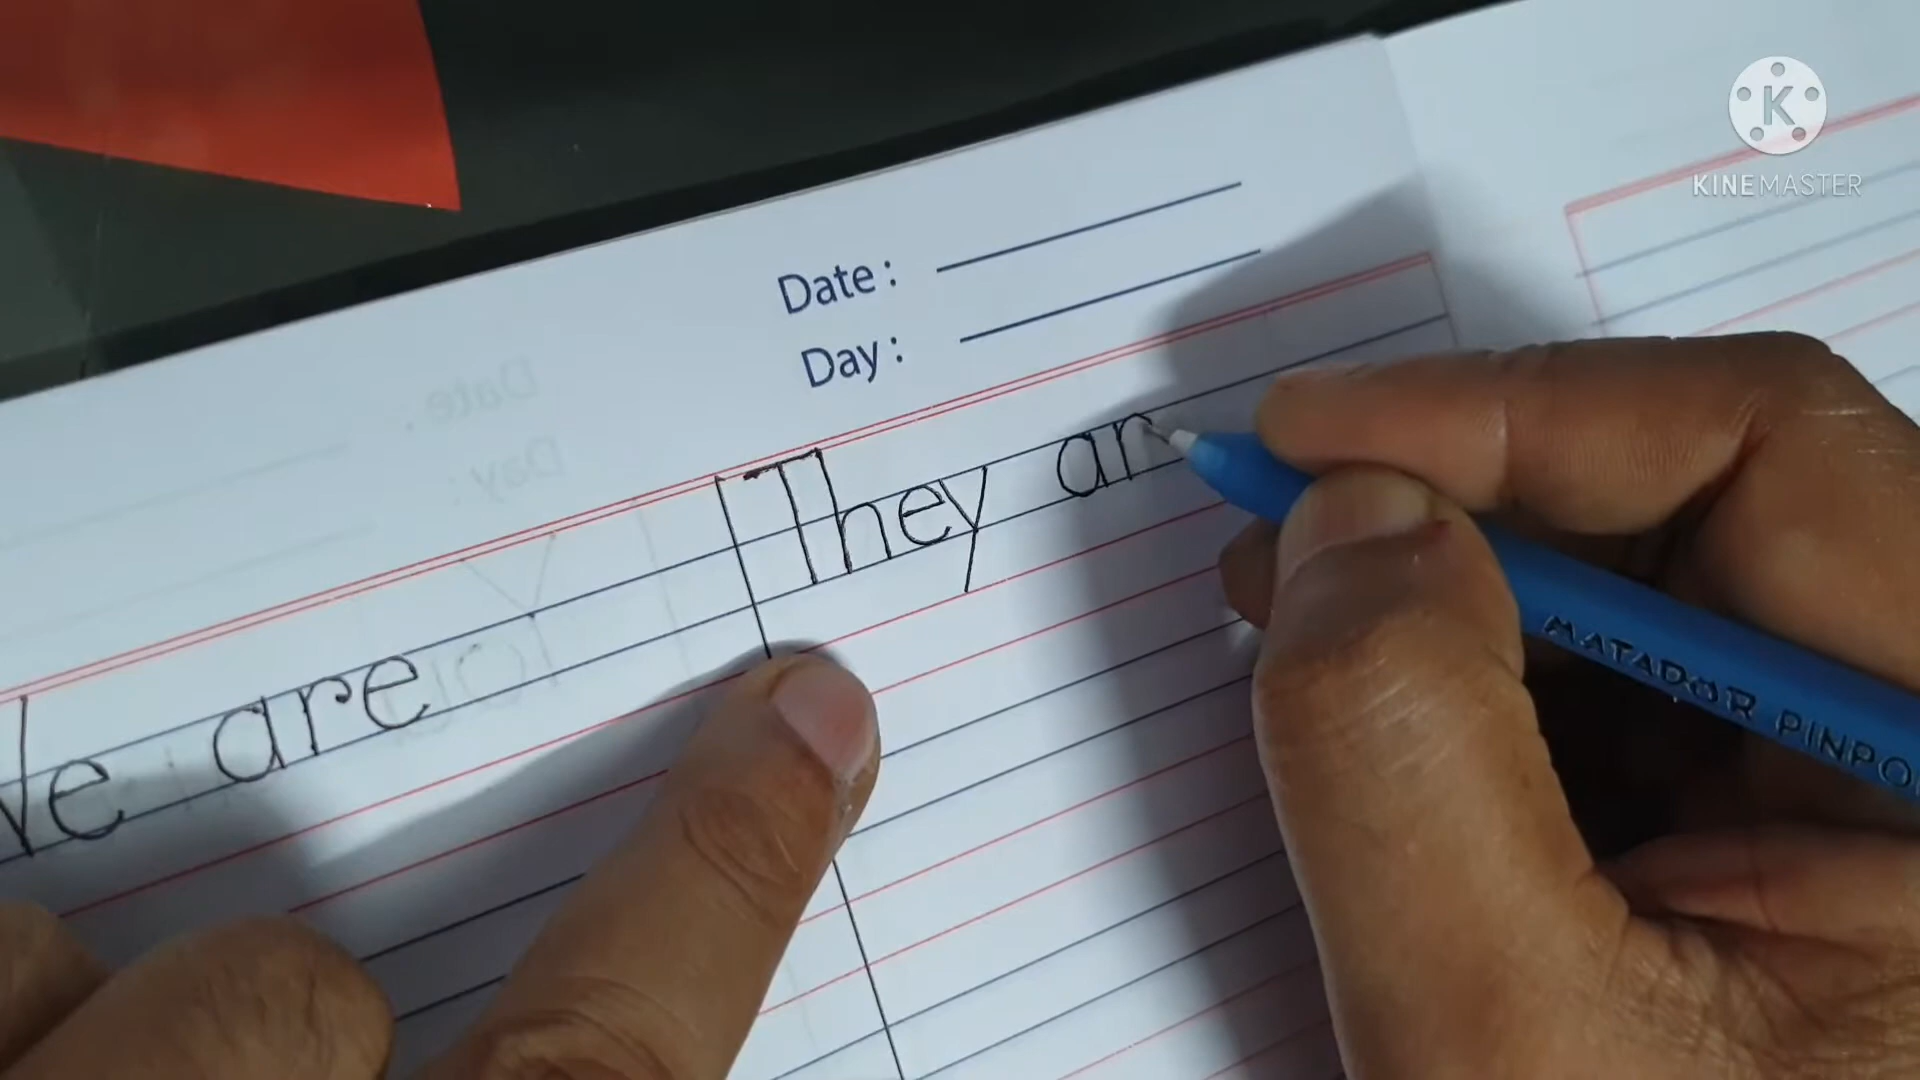 KINEMASTER
Date :
Day :
We are
They ar
MATADOR PINPO